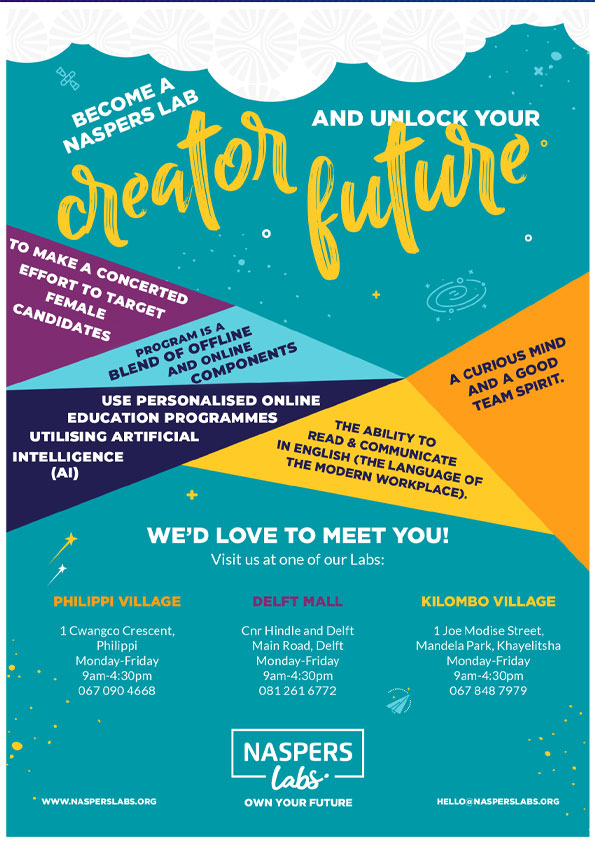 BECOME A
NASPERS LAB
creator
AND UNLOCK YOUR
future
TO MAKE A CONCERTED
EFFORT TO TARGET
FEMALE
CANDIDATES
PROGRAM IS A
BLEND OF OFFLINE
AND ONLINE
COMPONENTS
USE PERSONALISED ONLINE
EDUCATION PROGRAMMES
UTILISING ARTIFICIAL
INTELLIGENCE
(AI)
THE ABILITY TO
READ & COMMUNICATE
IN ENGLISH (THE LANGUAGE OF
THE MODERN WORKPLACE).
A CURIOUS MIND
AND A GOOD
TEAM SPIRIT.
WE'D LOVE TO MEET YOU!
Visit us at one of our Labs:
PHILIPPI VILLAGE
1 Cwangco Crescent,
Philippi
Monday-Friday
9am-4:30pm
067 090 4668
DELFT MALL
Cnr Hindle and Delft
Main Road, Delft
Monday-Friday
9am-4:30pm
081 261 6772
KILOMBO VILLAGE
1 Joe Modise Street,
Mandela Park, Khayelitsha
Monday-Friday
9am-4:30pm
067 848 7979
NASPERS
Labs
OWN YOUR FUTURE
WWW.NASPERSLABS.ORG
HELLO@NASPERSLABS.ORG